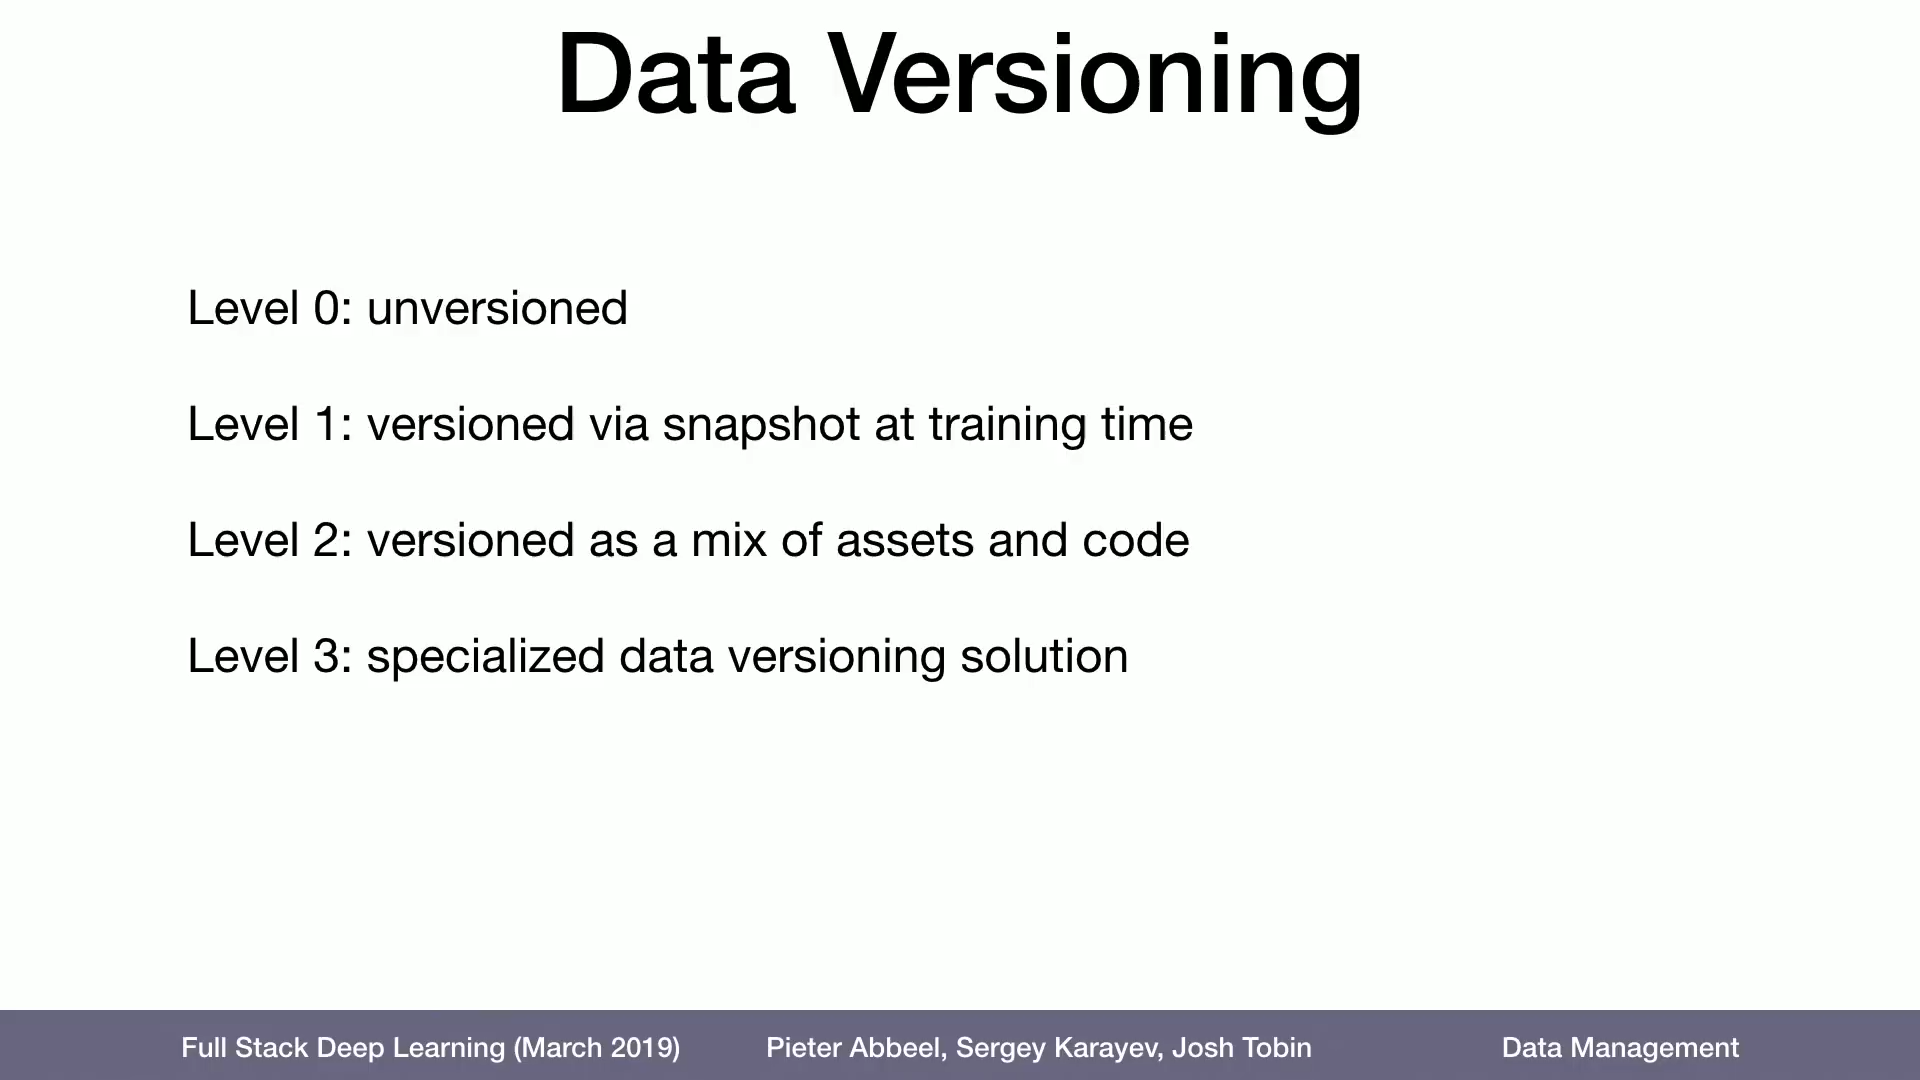 Data Versioning
Level 0: unversioned
Level 1: versioned via snapshot at training time
Level 2: versioned as a mix of assets and code
Level 3: specialized data versioning solution
Full Stack Deep Learning (March 2019)
Pieter Abbeel, Sergey Karayev, Josh Tobin
Data Management